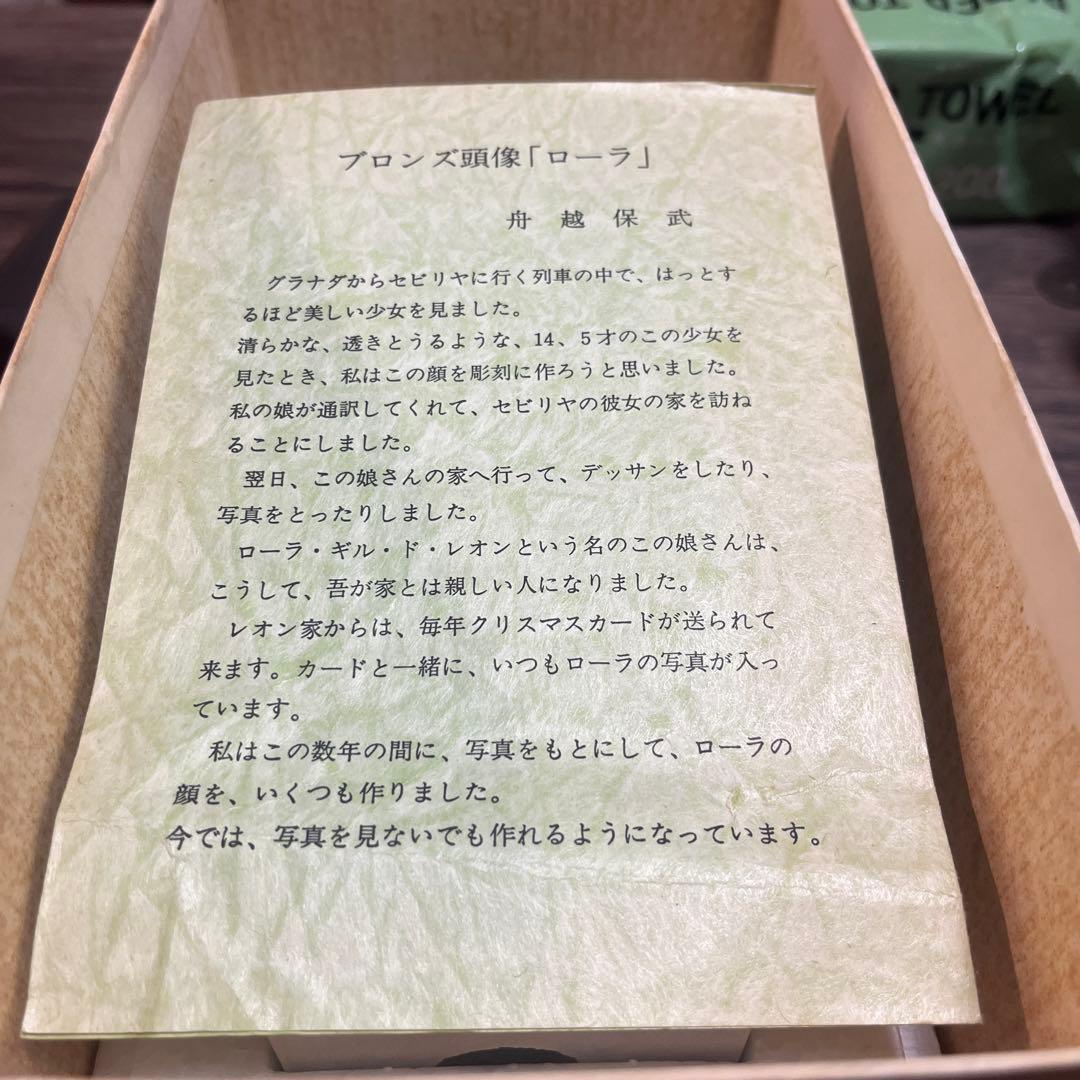 ブロンズ頭像「ローラ」
舟越保武
グラナダからセビリヤに行く列車の中で、はっとす
るほど美しい少女を見ました。
清らかな、透きとうるような、14、5才のこの少女を
見たとき、私はこの顔を彫刻に作ろうと思いました。
私の娘が通訳してくれて、セビリヤの彼女の家を訪ね
ることにしました。
翌日、この娘さんの家へ行って、デッサンをしたり、
写真をとったりしました。
ローラ・ギル・ド・レオンという名のこの娘さんは、
こうして、吾が家とは親しい人になりました。
レオン家からは、毎年クリスマスカードが送られて
来ます。カードと一緒に、いつもローラの写真が入っ
ています。
私はこの数年の間に、写真をもとにして、ローラの
顔を、いくつも作りました。
今では、写真を見ないでも作れるようになっています。
TOWEL